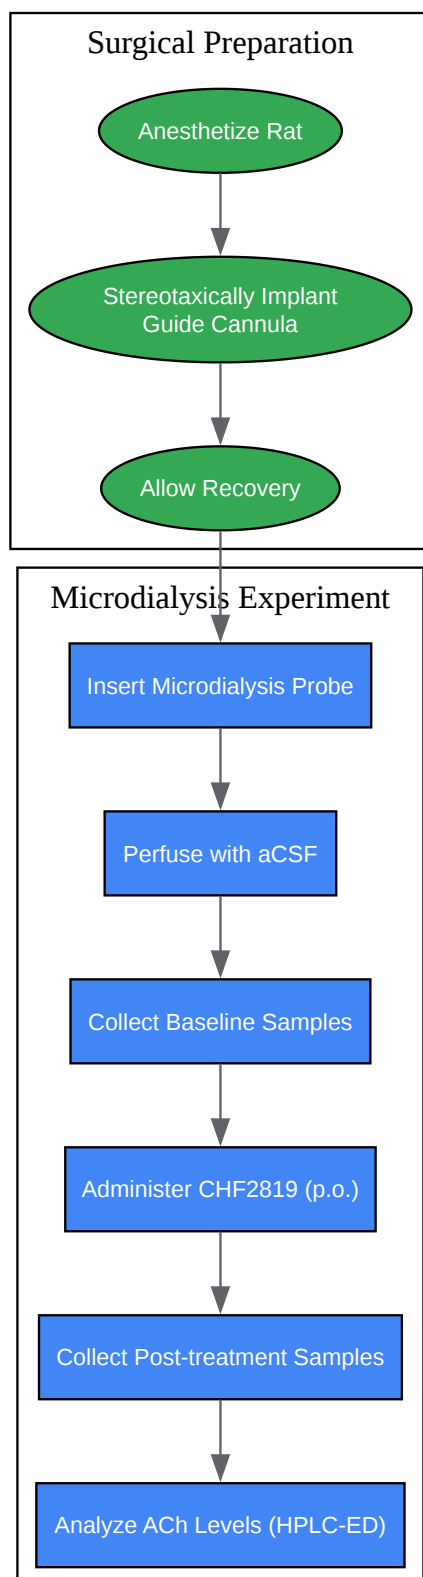 Surgical Preparation
Anesthetize Rat
Stereotaxically Implant
Guide Cannula
Allow Recovery
Microdialysis Experiment
Insert Microdialysis Probe
Perfuse with aCSF
Collect Baseline Samples
Administer CHF2819 (p.o.)
Collect Post-treatment Samples
Analyze ACh Levels (HPLC-ED)